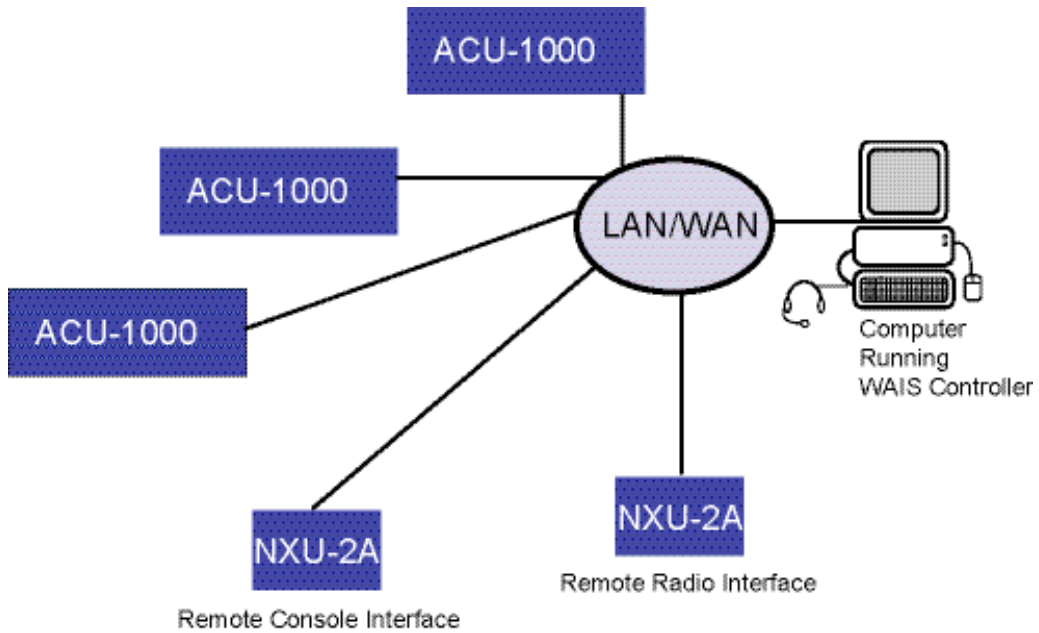 ACU-1000
ACU-1000
LAN/WAN
ACU-1000
Computer
Running
WAIS Controller
NXU-2A
Remote Console Interface
NXU-2A
Remote Radio Interface